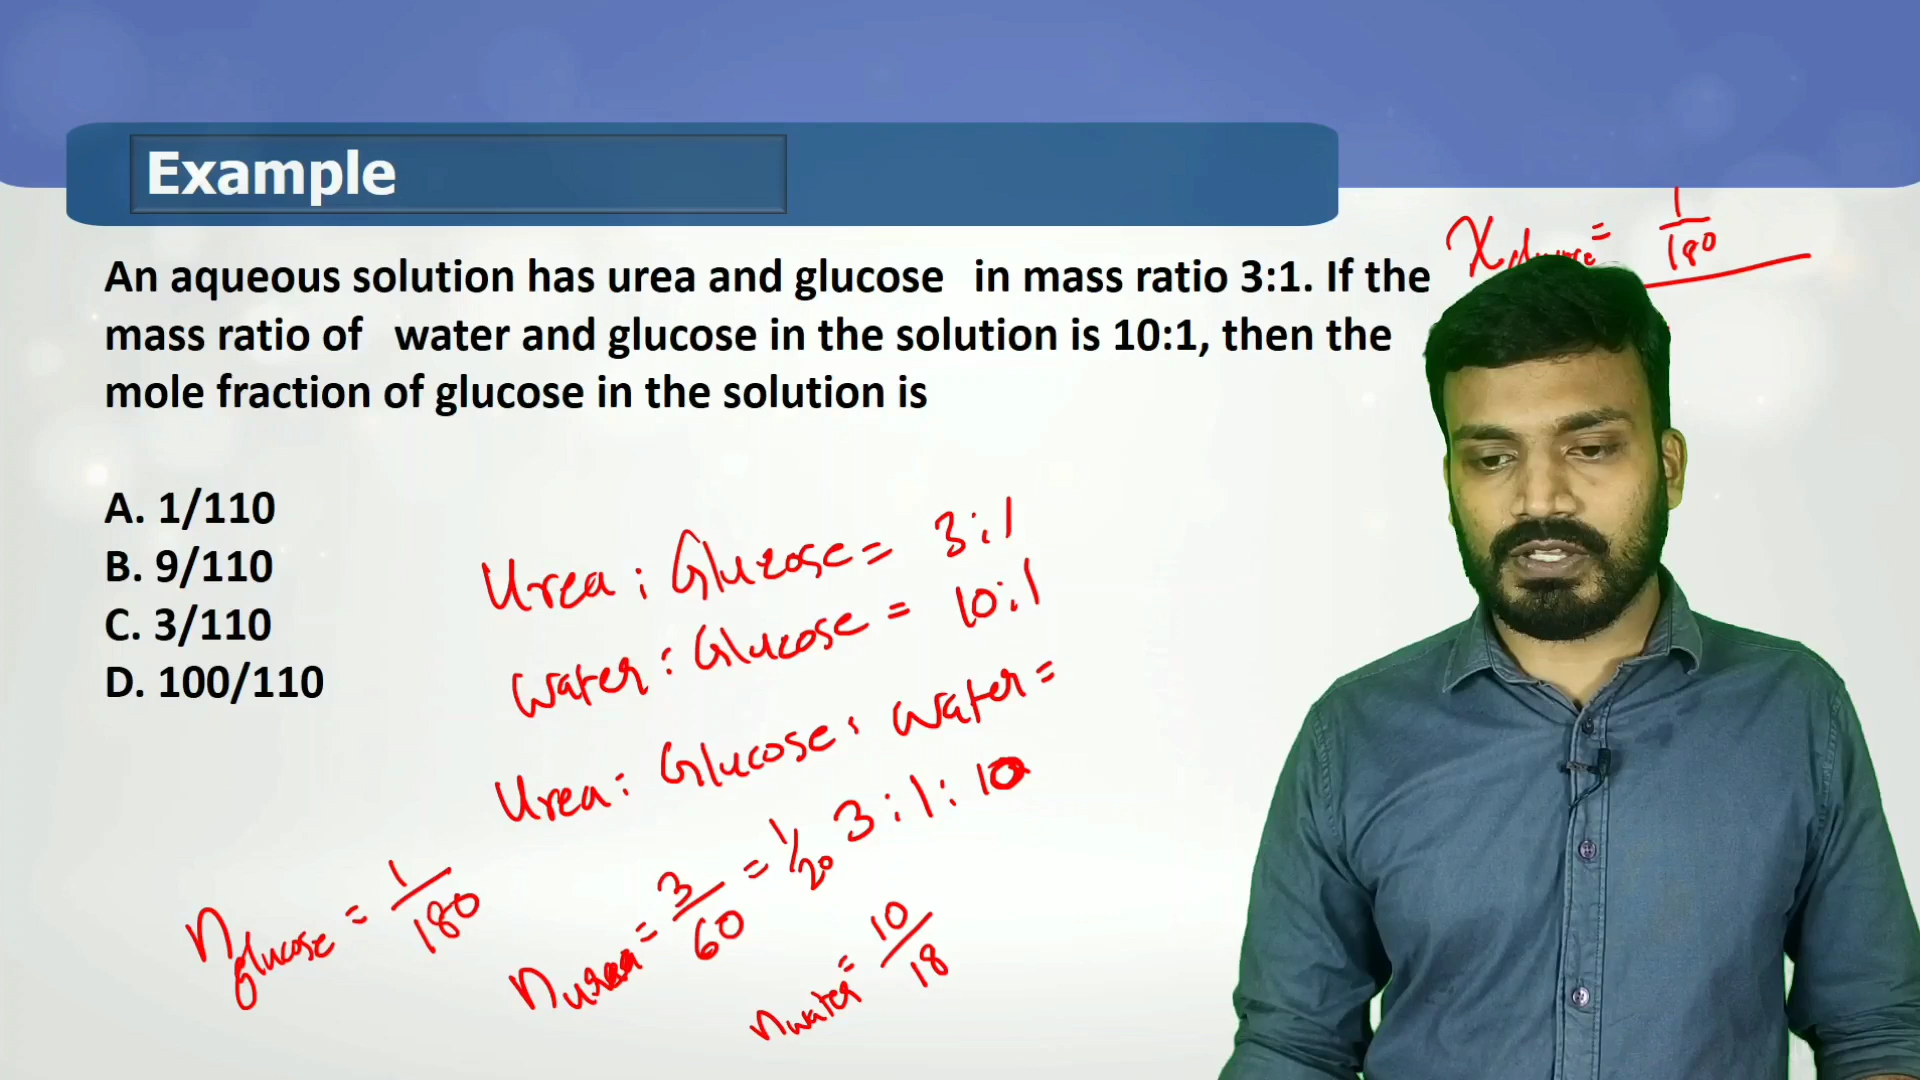 Example
An aqueous solution has urea and glucose in mass ratio 3:1. If the
mass ratio of water and glucose in the solution is 10:1, then the
mole fraction of glucose in the solution is
A. 1/110
B. 9/110
C. 3/110
D. 100/110
Urea : Glucose = 3:1
Water : Glucose = 10:1
Urea : Glucose : Water =
3 : 1 : 10
n glucose = 1/180
n urea = 3/60 = 1/20
n water = 10/18
x = 1/180